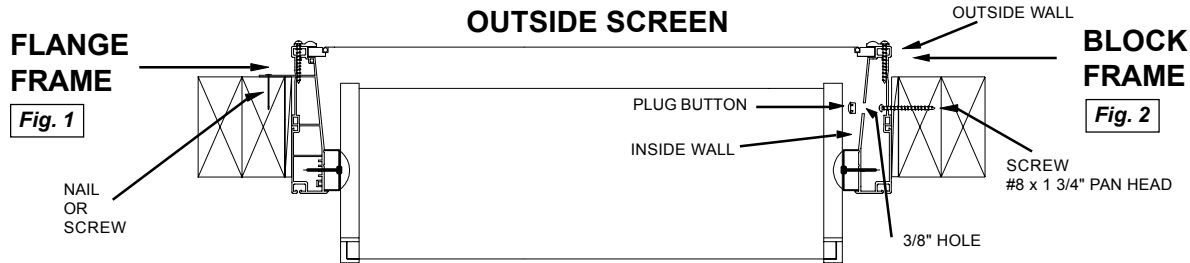 OUTSIDE SCREEN
OUTSIDE WALL
FLANGE
FRAME
Fig. 1
BLOCK
FRAME
Fig. 2
PLUG BUTTON
INSIDE WALL
NAIL
OR
SCREW
SCREW
#8 x 1 3/4" PAN HEAD
3/8" HOLE